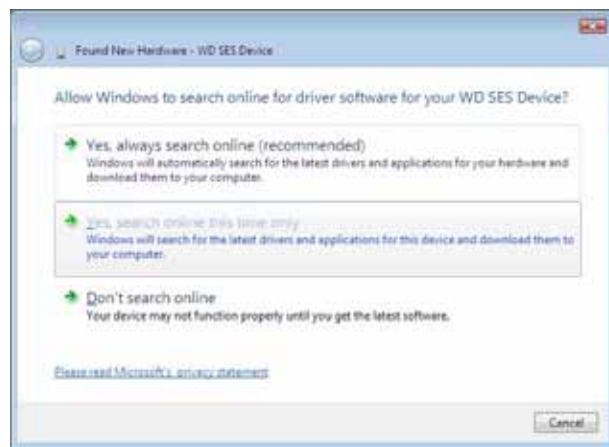 Found New Hardware - WD SES Device
Allow Windows to search online for driver software for your WD SES Device?
Yes, always search online (recommended)
Windows will automatically search for the latest drivers and applications for your hardware and
download them to your computer.
Yes, search online this time only
Windows will search for the latest drivers and applications for this device and download them to
your computer.
Don't search online
Your device may not function properly until you get the latest software.
Please read Microsoft's privacy statement
Cancel